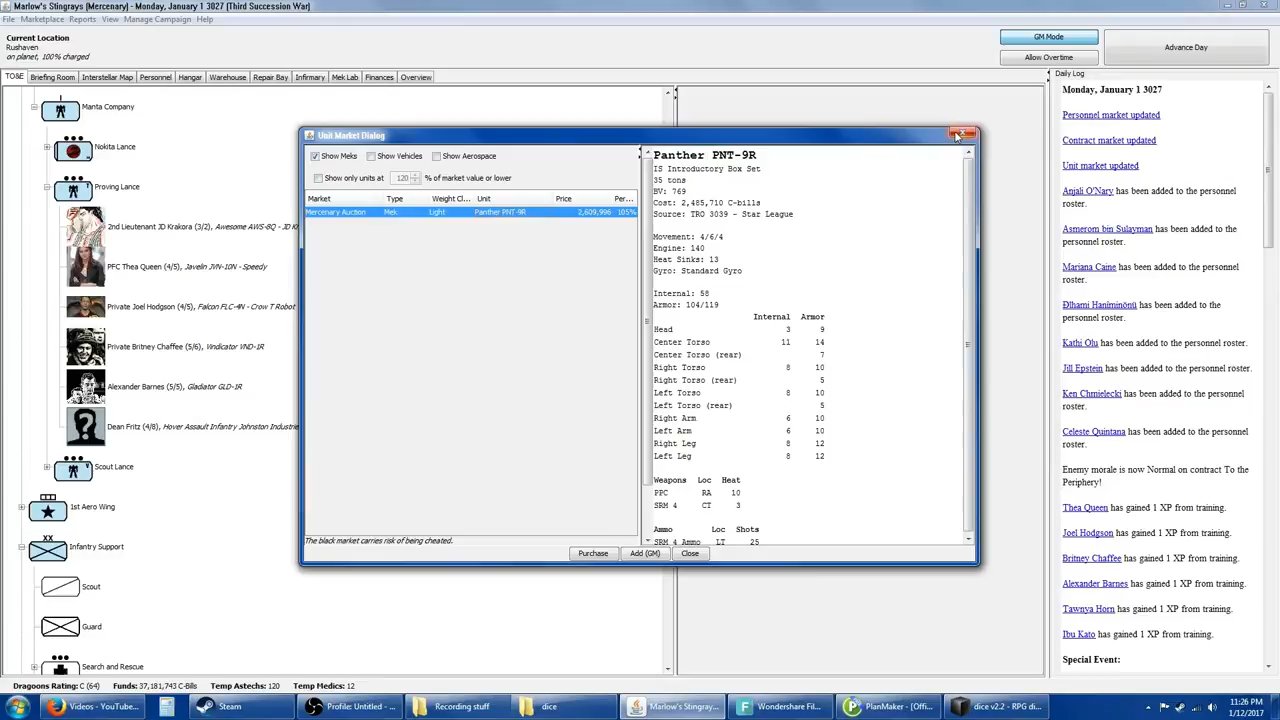 Marlow's Stingrays (Mercenary) - Monday, January 1 3027 (Third Succession War)
File Marketplace Reports View Manage Campaign Help
Current Location
Rushaven
on planet, 100% charged
GM Mode
Allow Overtime
Advance Day
TO&E Briefing Room Interstellar Map Personnel Hangar Warehouse Repair Bay Infirmary Mek Lab Finances Overview
Manta Company
Nokita Lance
Proving Lance
2nd Lieutenant JD Krakora (3/2), Awesome AWS-8Q - JD K
PFC Thea Queen (4/5), Javelin JVN-10N - Speedy
Private Joel Hodgson (4/5), Falcon FLC-4N - Crow T Robot
Private Britney Chaffee (5/6), Vindicator VND-1R
Alexander Barnes (5/5), Gladiator GLD-1R
Dean Fritz (4/8), Hover Assault Infantry Johnston Industrie
Scout Lance
1st Aero Wing
XX
Infantry Support
Scout
Guard
Search and Rescue
Unit Market Dialog
Show Meks Show Vehicles Show Aerospace
Show only units at 120 % of market value or lower
Market Type Weight Cl... Unit Price Per...
Mercenary Auction Mek Light Panther PNT-9R 2,609,996 105%
The black market carries risk of being cheated.
Panther PNT-9R
IS Introductory Box Set
35 tons
BV: 769
Cost: 2,485,710 C-bills
Source: TRO 3039 - Star League
Movement: 4/6/4
Engine: 140
Heat Sinks: 13
Gyro: Standard Gyro
Internal: 58
Armor: 104/119
Internal Armor
Head 3 9
Center Torso 11 14
Center Torso (rear) 7
Right Torso 8 10
Right Torso (rear) 5
Left Torso 8 10
Left Torso (rear) 5
Right Arm 6 10
Left Arm 6 10
Right Leg 8 12
Left Leg 8 12
Weapons Loc Heat
PPC RA 10
SRM 4 CT 3
Ammo Loc Shots
SRM 4 Ammo LT 25
Purchase Add (GM) Close
Daily Log
Monday, January 1 3027
Personnel market updated
Contract market updated
Unit market updated
Anjali O'Nary has been added to the
personnel roster.
Asmerom bin Sulayman has been
added to the personnel roster.
Mariana Caine has been added to the
personnel roster.
has been added to the
personnel roster.
Kathi Olu has been added to the
personnel roster.
Jill Epstein has been added to the
personnel roster.
Ken Chmielecki has been added to the
personnel roster.
Celeste Quintana has been added to the
personnel roster.
Enemy morale is now Normal on contract To the
Periphery!
Thea Queen has gained 1 XP from training.
Joel Hodgson has gained 1 XP from training.
Britney Chaffee has gained 1 XP from training.
Alexander Barnes has gained 1 XP from training.
Tawnya Horn has gained 1 XP from training.
Ibu Kato has gained 1 XP from training.
Special Event:
Dragoons Rating: C (64) Funds: 37,181,743 C-Bills Temp Astechs: 120 Temp Medics: 12
Videos - YouTube... Steam Profile: Untitled - ... Recording stuff dice Marlow's Stingrays... Wondershare Fil... PlanMaker - [Offi... dice v2.2 - RPG di...
11:26 PM
1/12/2017